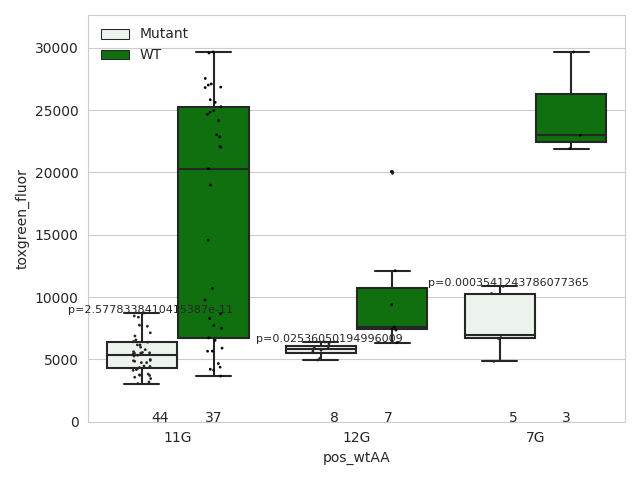 Mutant
WT
30000
25000
20000
15000
10000
5000
0
toxgreen_fluor
p=2.5778338410415387e-11
p=0.02536050194996009
p=0.0003541243786077365
44 37 8 7 5 3
11G 12G 7G
pos_wtAA